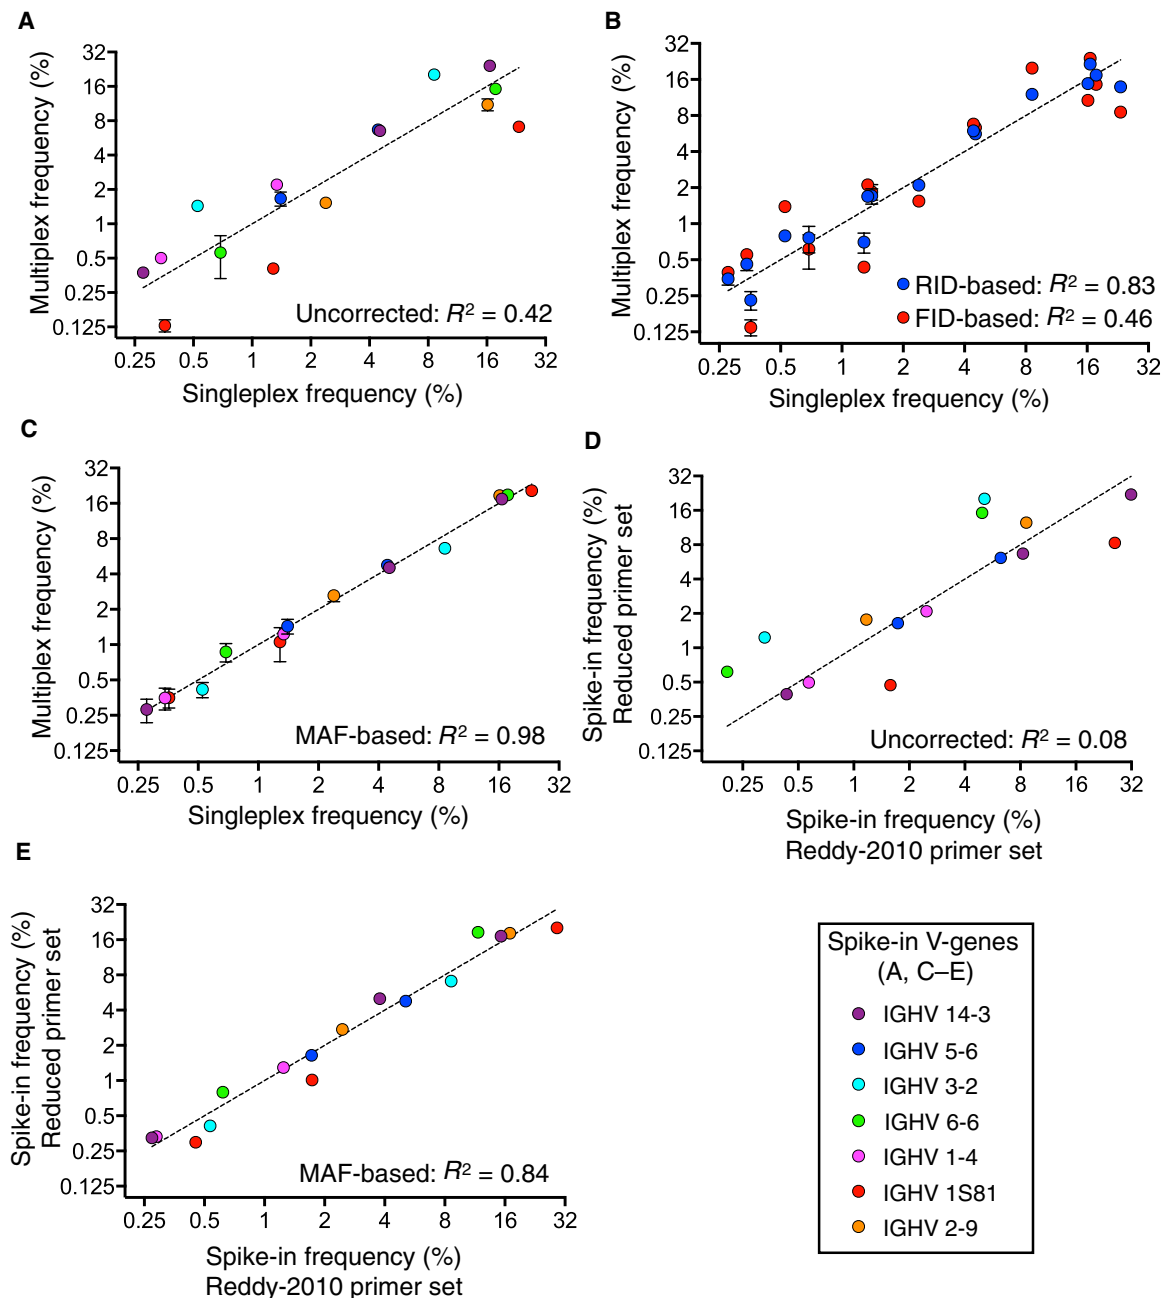 A
32
16
8
4
2
1
0.5
0.25
0.125
Multiplex frequency (%)
Uncorrected: R² = 0.42
0.25 0.5 1 2 4 8 16 32
Singleplex frequency (%)
B
32
16
8
4
2
1
0.5
0.25
0.125
Multiplex frequency (%)
RID-based: R² = 0.83
FID-based: R² = 0.46
0.25 0.5 1 2 4 8 16 32
Singleplex frequency (%)
C
32
16
8
4
2
1
0.5
0.25
0.125
Multiplex frequency (%)
MAF-based: R² = 0.98
0.25 0.5 1 2 4 8 16 32
Singleplex frequency (%)
D
32
16
8
4
2
1
0.5
0.25
0.125
Spike-in frequency (%)
Reduced primer set
Uncorrected: R² = 0.08
0.25 0.5 1 2 4 8 16 32
Spike-in frequency (%)
Reddy-2010 primer set
E
32
16
8
4
2
1
0.5
0.25
0.125
Spike-in frequency (%)
Reduced primer set
MAF-based: R² = 0.84
0.25 0.5 1 2 4 8 16 32
Spike-in frequency (%)
Reddy-2010 primer set
Spike-in V-genes
(A, C–E)
IGHV 14-3
IGHV 5-6
IGHV 3-2
IGHV 6-6
IGHV 1-4
IGHV 1S81
IGHV 2-9